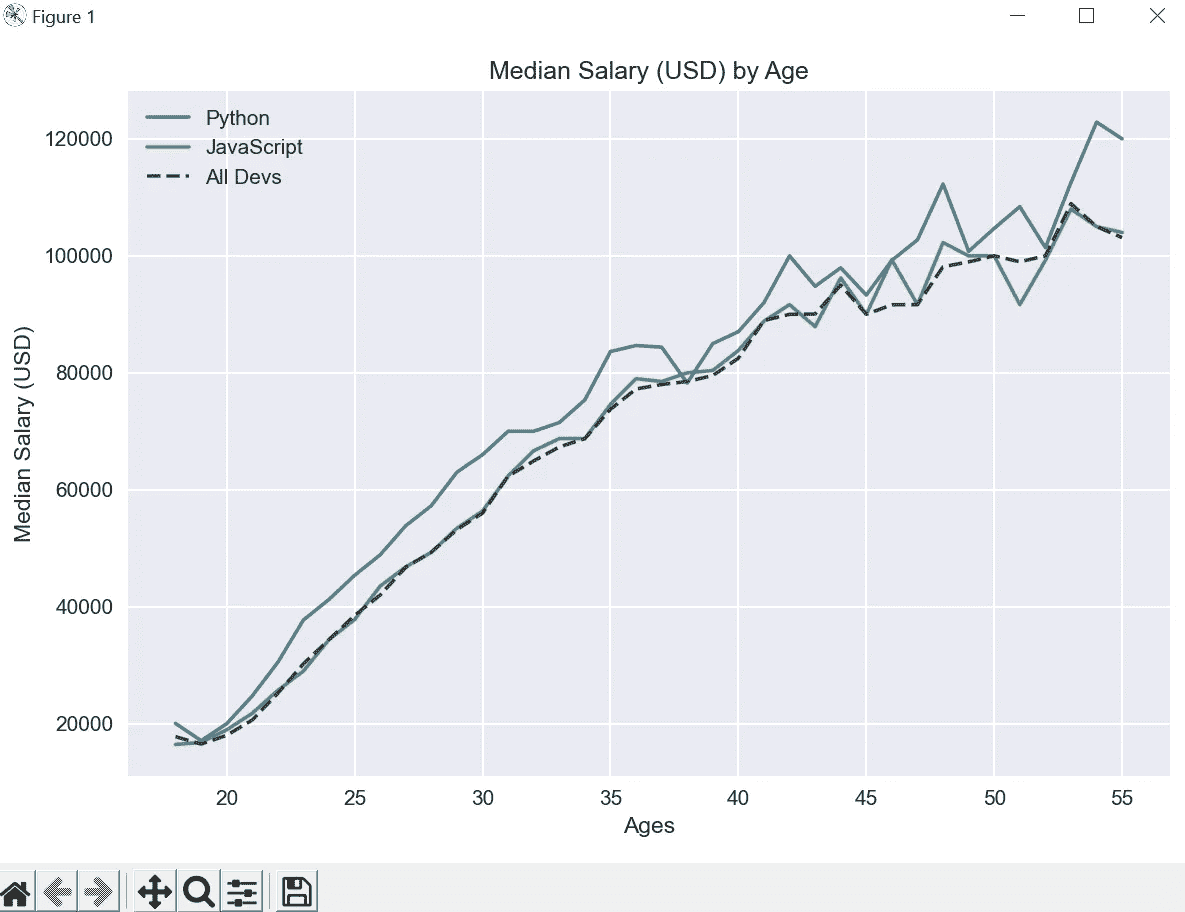 Figure 1
Median Salary (USD) by Age
Python
JavaScript
All Devs
120000
100000
80000
60000
40000
20000
Median Salary (USD)
20 25 30 35 40 45 50 55
Ages